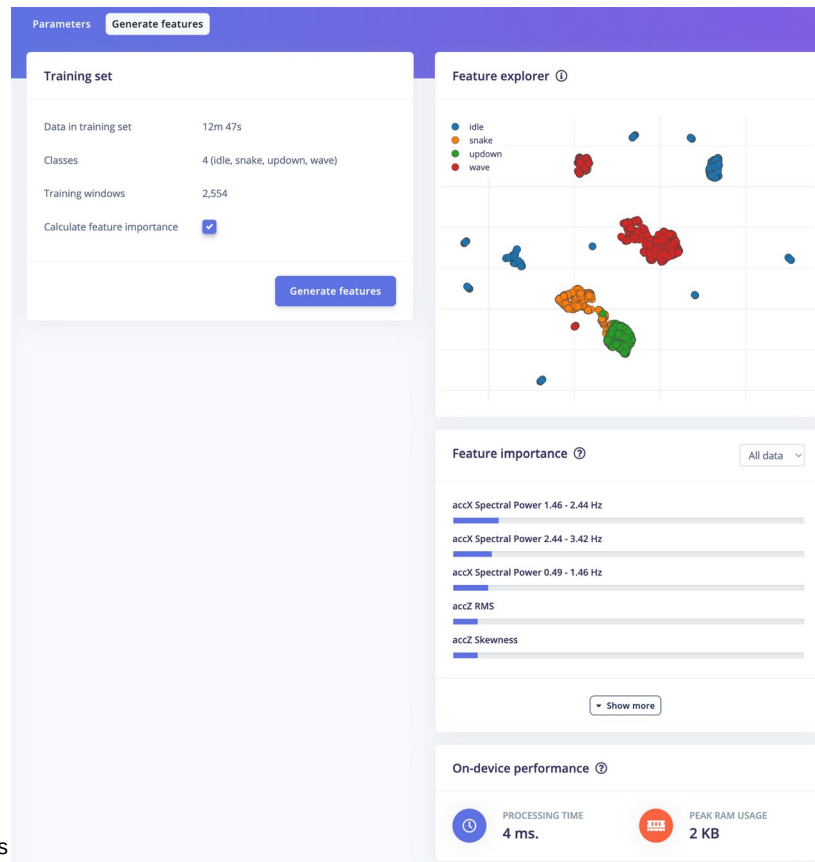 Parameters
Generate features
Training set
Data in training set 12m 47s
Classes 4 (idle, snake, updown, wave)
Training windows 2,554
Calculate feature importance
Generate features
Feature explorer
idle
snake
updown
wave
Feature importance
All data
accX Spectral Power 1.46 - 2.44 Hz
accX Spectral Power 2.44 - 3.42 Hz
accX Spectral Power 0.49 - 1.46 Hz
accZ RMS
accZ Skewness
Show more
On-device performance
PROCESSING TIME
4 ms.
PEAK RAM USAGE
2 KB
s